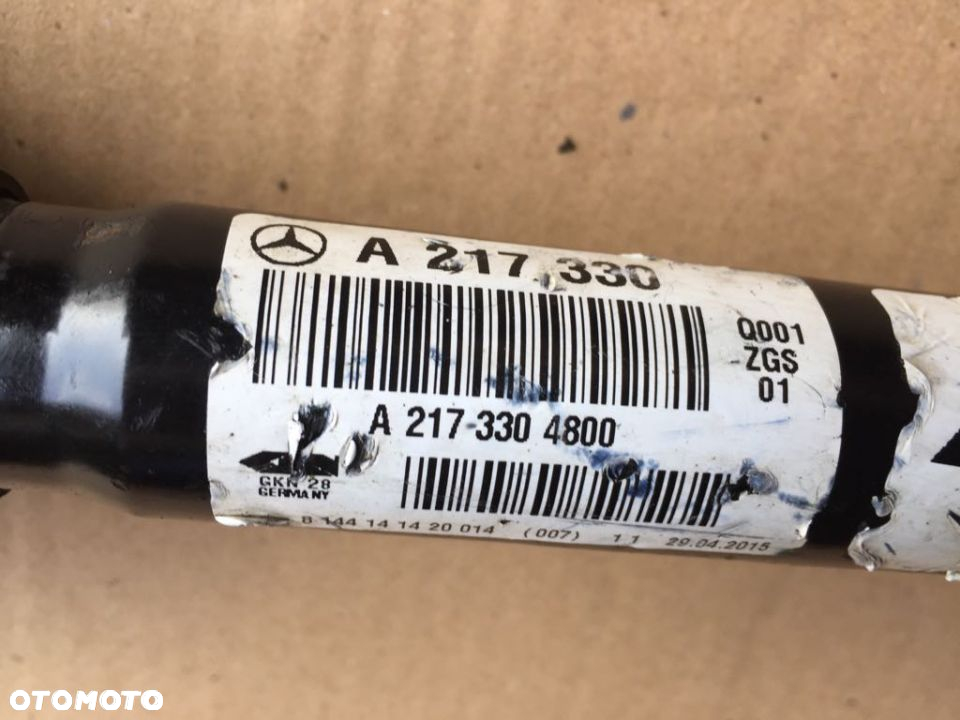 A 217 330
Q001
ZGS
01
A 217 330 4800
GKN 28
GERMANY
8 144 14 14 20 014 (007) 11 29.04.2015
OTOMOTO